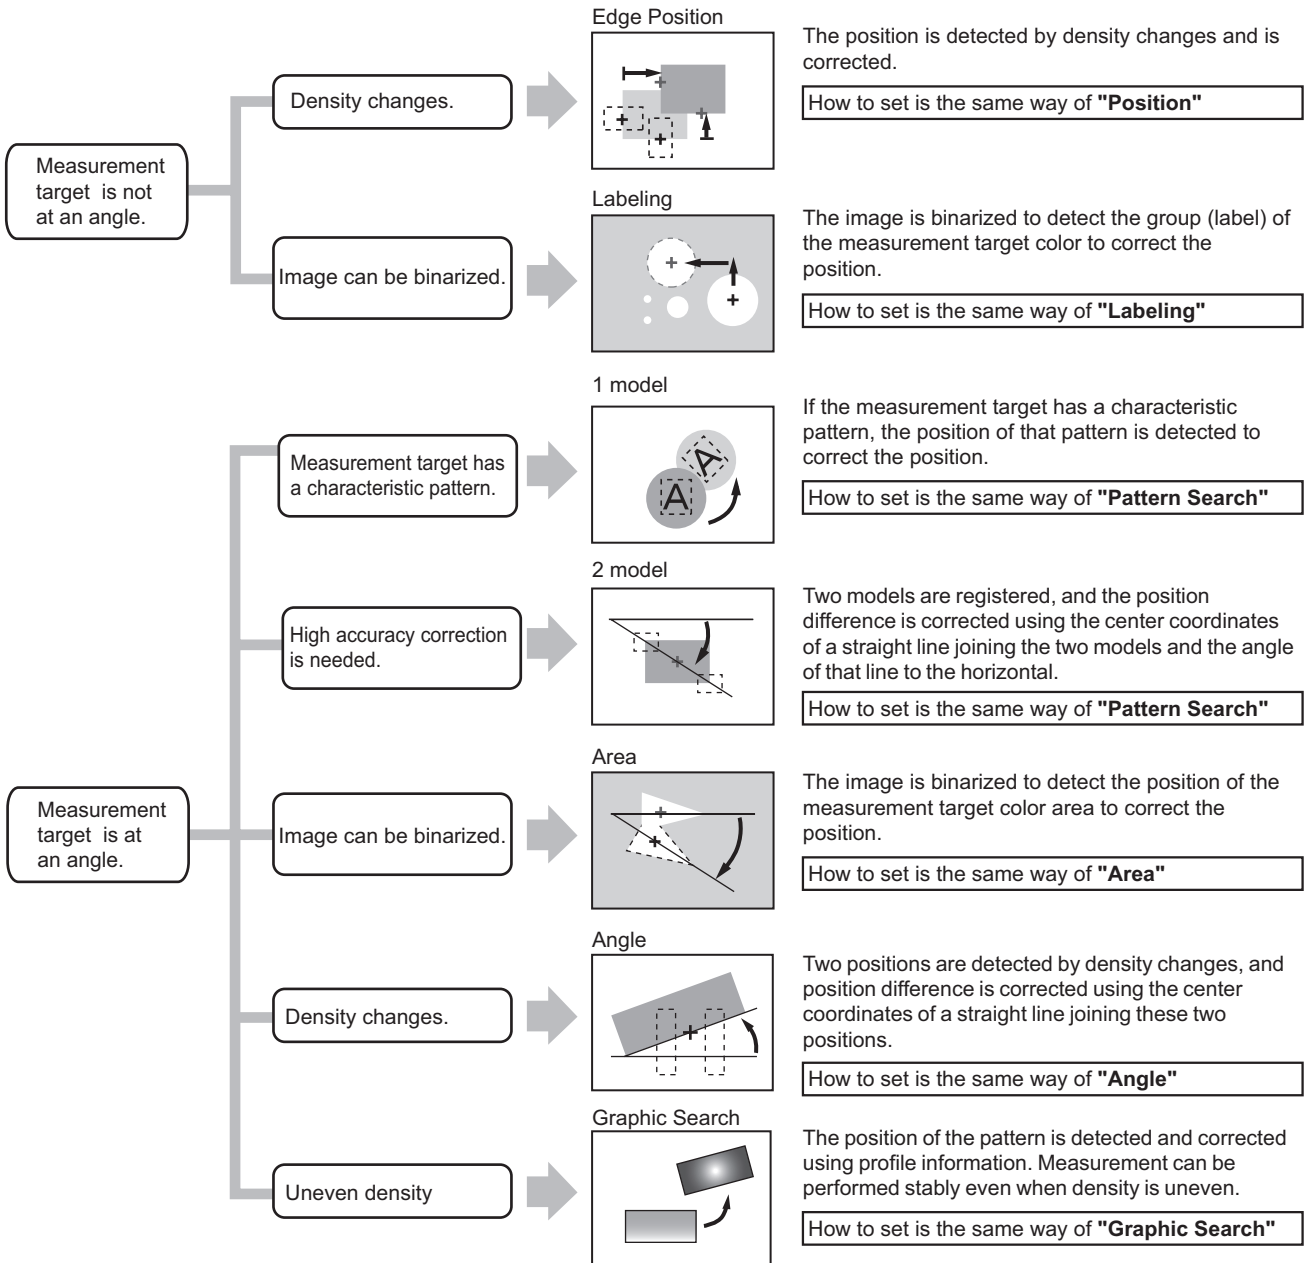 Measurement
target is not
at an angle.
Density changes.
Edge Position
The position is detected by density changes and is
corrected.
How to set is the same way of "Position"
Image can be binarized.
Labeling
The image is binarized to detect the group (label) of
the measurement target color to correct the
position.
How to set is the same way of "Labeling"
Measurement
target is at
an angle.
Measurement target has
a characteristic pattern.
1 model
A
A
If the measurement target has a characteristic
pattern, the position of that pattern is detected to
correct the position.
How to set is the same way of "Pattern Search"
High accuracy correction
is needed.
2 model
Two models are registered, and the position
difference is corrected using the center coordinates
of a straight line joining the two models and the angle
of that line to the horizontal.
How to set is the same way of "Pattern Search"
Image can be binarized.
Area
The image is binarized to detect the position of the
measurement target color area to correct the
position.
How to set is the same way of "Area"
Density changes.
Angle
Two positions are detected by density changes, and
position difference is corrected using the center
coordinates of a straight line joining these two
positions.
How to set is the same way of "Angle"
Uneven density
Graphic Search
The position of the pattern is detected and corrected
using profile information. Measurement can be
performed stably even when density is uneven.
How to set is the same way of "Graphic Search"